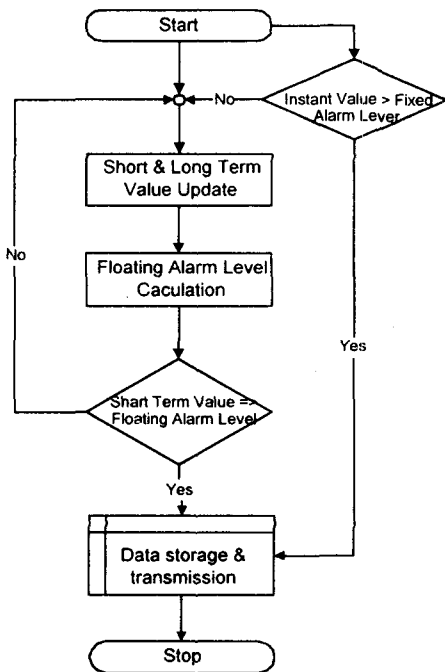 Start
Instant Value > Fixed
Alarm Lever
No
Short & Long Term
Value Update
No
Floating Alarm Level
Caculation
Yes
Shart Term Value =>
Floating Alarm Level
Yes
Data storage &
transmission
Stop